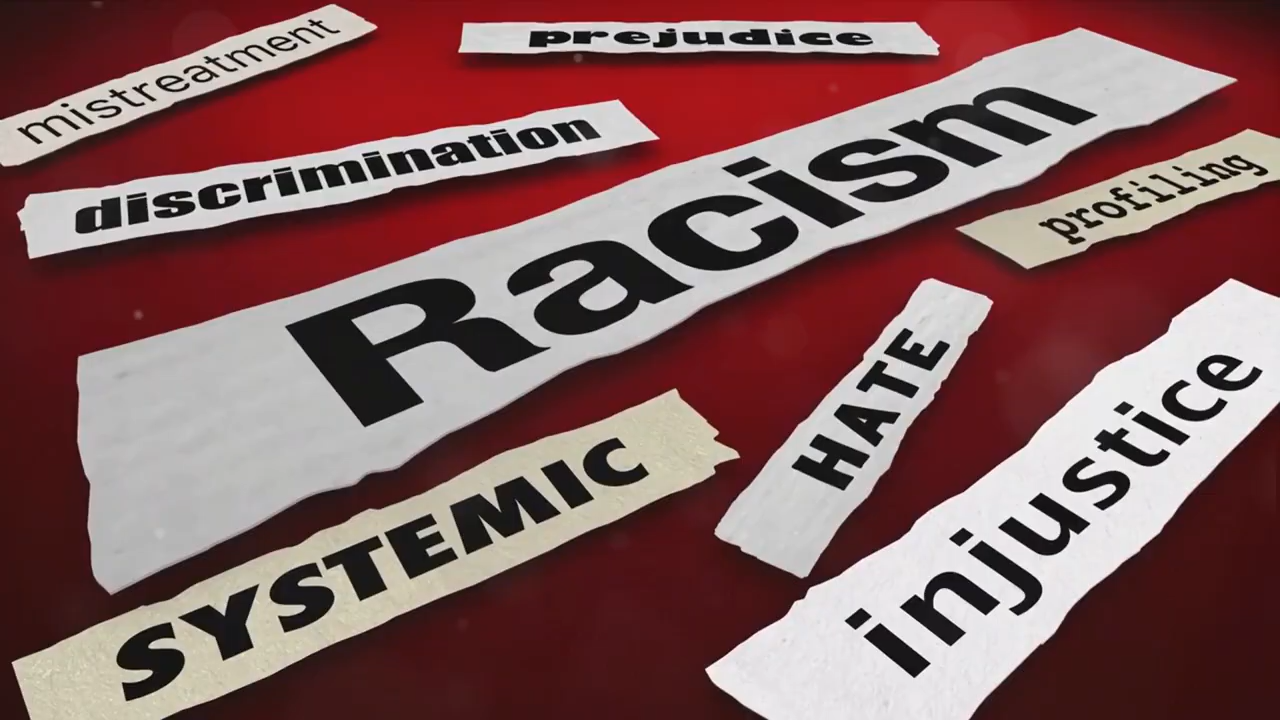 mistreatment
prejudice
discrimination
Racism
profiling
HATE
SYSTEMIC
injustice